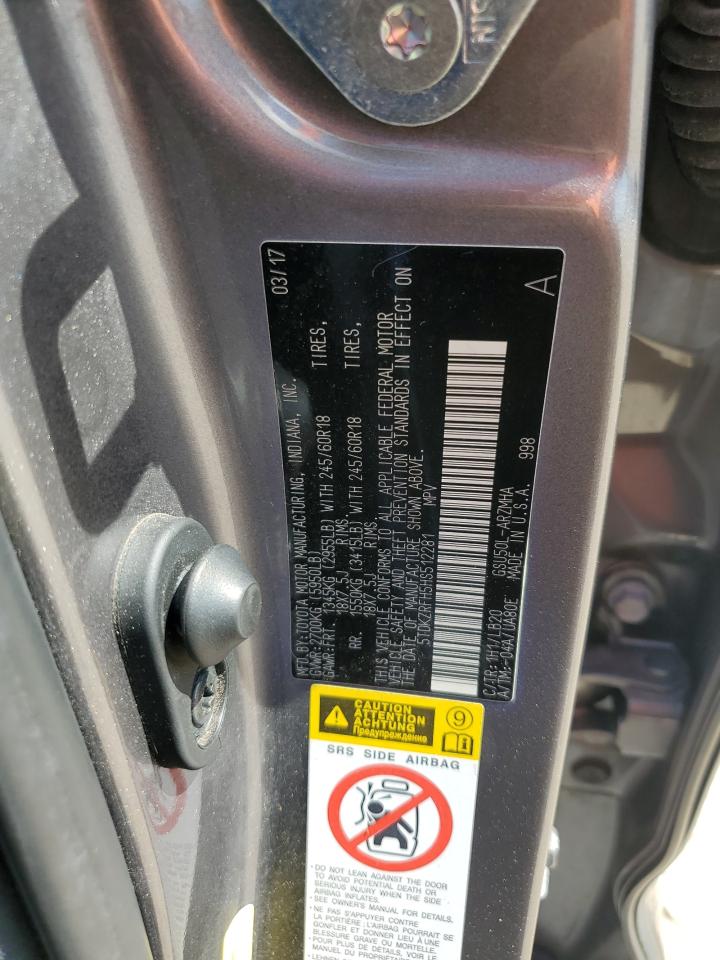 NTS
MFD.BY:TOYOTA MOTOR MANUFACTURING, INDIANA, INC. 03/17
GVWR:2700KG (5950LB)
GAWR:FRT. 1345KG (2955LB) WITH 245/60R18 TIRES,
18X7.5J RIMS,
RR. 1550KG (3415LB) WITH 245/60R18 TIRES,
18X7.5J RIMS,
THIS VEHICLE CONFORMS TO ALL APPLICABLE FEDERAL MOTOR
VEHICLE SAFETY AND THEFT PREVENTION STANDARDS IN EFFECT ON
THE DATE OF MANUFACTURE SHOWN ABOVE.
5TDKZRFH5HS512281 MPV
C/TR:1H1/LB20 GSU50L-ARZMHA
A/TM:-04A/UA80E MADE IN U.S.A. 998
A
CAUTION
ATTENTION
ACHTUNG
Предупреждение
9
SRS SIDE AIRBAG
• DO NOT LEAN AGAINST THE DOOR
TO AVOID POTENTIAL DEATH OR
SERIOUS INJURY WHEN THE SIDE
AIRBAG INFLATES.
• SEE OWNER'S MANUAL FOR DETAILS.
• NE PAS S'APPUYER CONTRE
LA PORTIÈRE ; L'AIRBAG POURRAIT SE
GONFLER ET DONNER OU MORTELLE.
BLESSURE GRAVE OU MORTELLE.
• POUR PLUS DE DÉTAILS, VOIR LE
MANUEL DU PROPRIÉTAIRE.